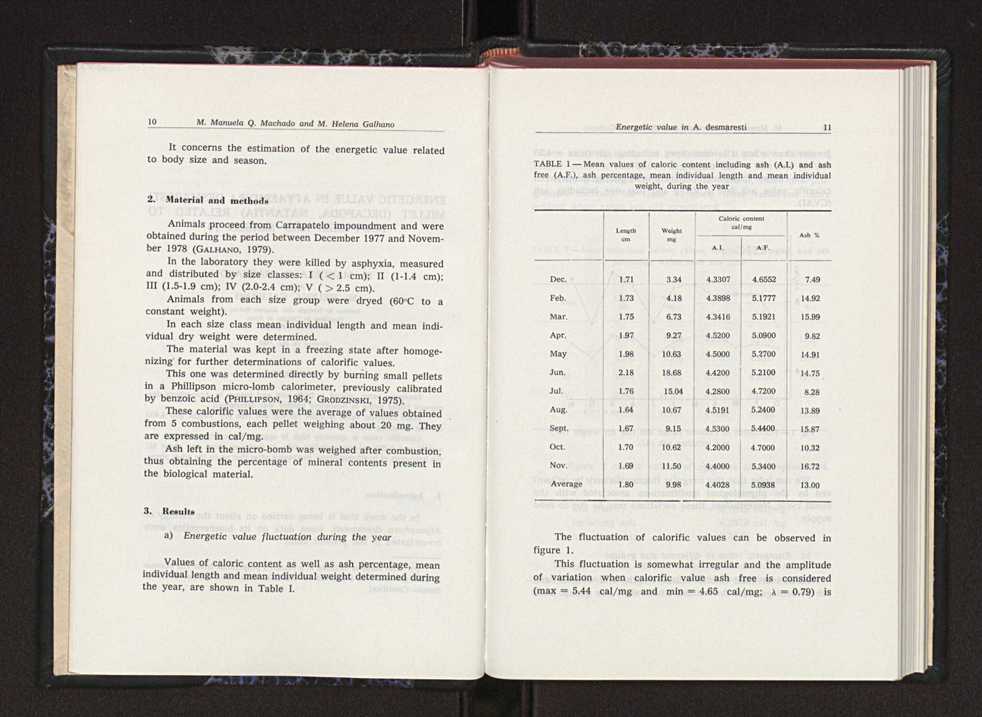 10 M. Manuela Q. Machado and M. Helena Galhano
It concerns the estimation of the energetic value related
to body size and season.
2. Material and methods
Animals proceed from Carrapatelo impoundment and were
obtained during the period between December 1977 and Novem-
ber 1978 (GALHANO, 1979).
In the laboratory they were killed by asphyxia, measured
and distributed by size classes: I ( < 1 cm); II (1-1.4 cm);
III (1.5-1.9 cm); IV (2.0-2.4 cm); V ( > 2.5 cm).
Animals from each size group were dryed (60°C to a
constant weight).
In each size class mean individual length and mean indi-
vidual dry weight were determined.
The material was kept in a freezing state after homoge-
nizing for further determinations of calorific values.
This one was determined directly by burning small pellets
in a Phillipson micro-lomb calorimeter, previously calibrated
by benzoic acid (PHILLIPSON, 1964; GRODZINSKI, 1975).
These calorific values were the average of values obtained
from 5 combustions, each pellet weighing about 20 mg. They
are expressed in cal/mg.
Ash left in the micro-bomb was weighed after combustion,
thus obtaining the percentage of mineral contents present in
the biological material.
3. Results
a) Energetic value fluctuation during the year
Values of caloric content as well as ash percentage, mean
individual length and mean individual weight determined during
the year, are shown in Table I.
Energetic value in A. desmaresti 11
TABLE 1 — Mean values of caloric content including ash (A.I.) and ash
free (A.F.), ash percentage, mean individual length and mean individual
weight, during the year
Length cm Weight mg Caloric content cal/mg Ash %
A.I. A.F.
Dec. 1.71 3.34 4.3307 4.6552 7.49
Feb. 1.73 4.18 4.3898 5.1777 14.92
Mar. 1.75 6.73 4.3416 5.1921 15.99
Apr. 1.97 9.27 4.5200 5.0900 9.82
May 1.98 10.63 4.5000 5.2700 14.91
Jun. 2.18 18.68 4.4200 5.2100 14.75
Jul. 1.76 15.04 4.2800 4.7200 8.28
Aug. 1.64 10.67 4.5191 5.2400 13.89
Sept. 1.67 9.15 4.5300 5.4400 15.87
Oct. 1.70 10.62 4.2000 4.7000 10.32
Nov. 1.69 11.50 4.4000 5.3400 16.72
Average 1.80 9.98 4.4028 5.0938 13.00
The fluctuation of calorific values can be observed in
figure 1.
This fluctuation is somewhat irregular and the amplitude
of variation when calorific value ash free is considered
(max = 5.44 cal/mg and min = 4.65 cal/mg; λ = 0.79) is